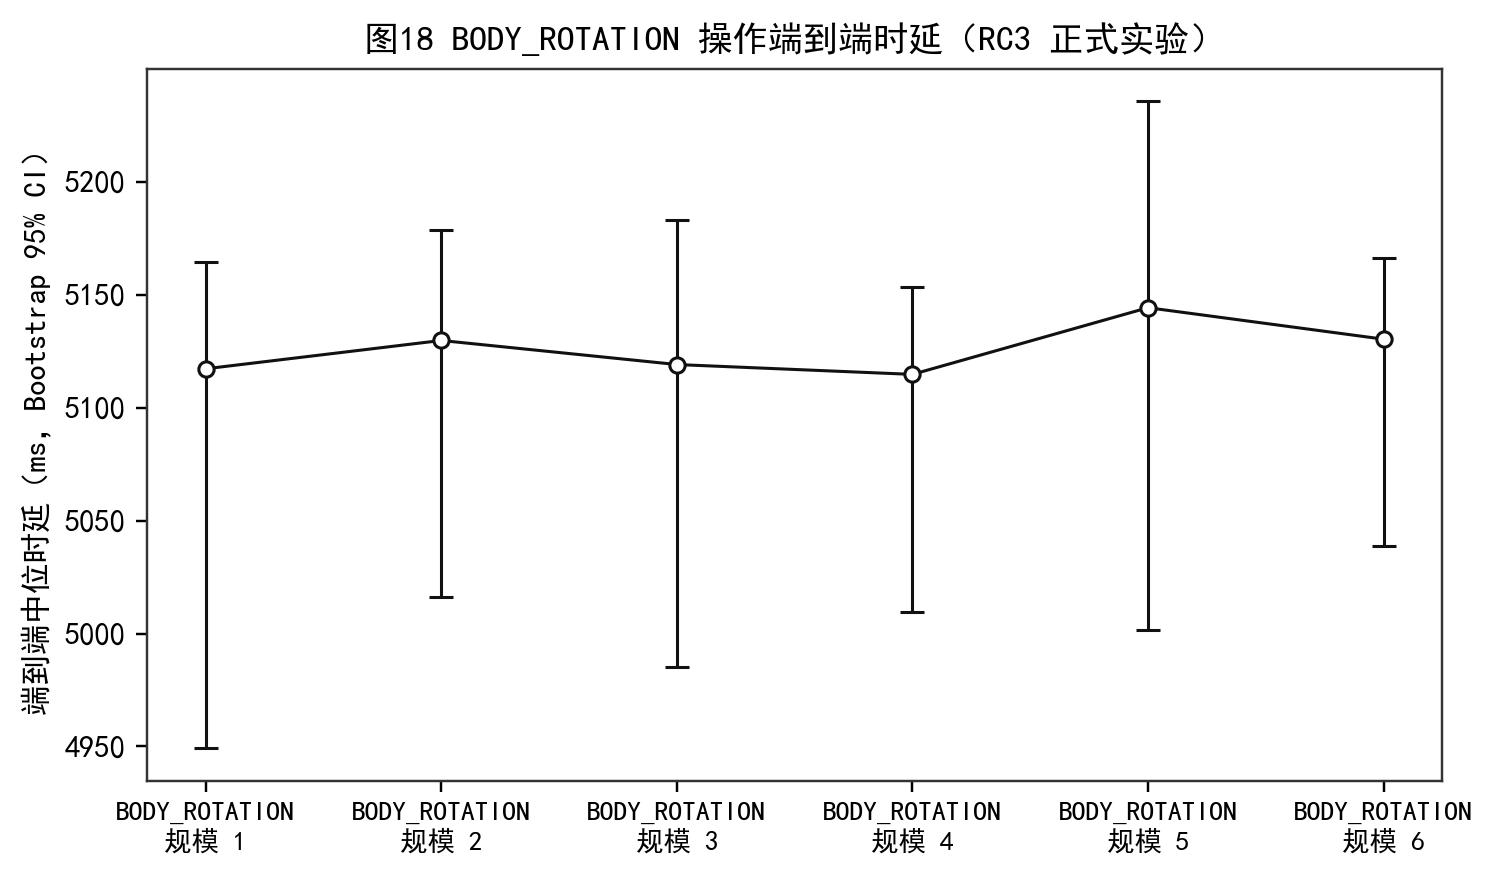 图18 BODY_ROTATION 操作端到端时延（RC3 正式实验）
端到端中位时延（ms, Bootstrap 95% CI）
5200
5150
5100
5050
5000
4950
BODY_ROTATION
规模 1
BODY_ROTATION
规模 2
BODY_ROTATION
规模 3
BODY_ROTATION
规模 4
BODY_ROTATION
规模 5
BODY_ROTATION
规模 6